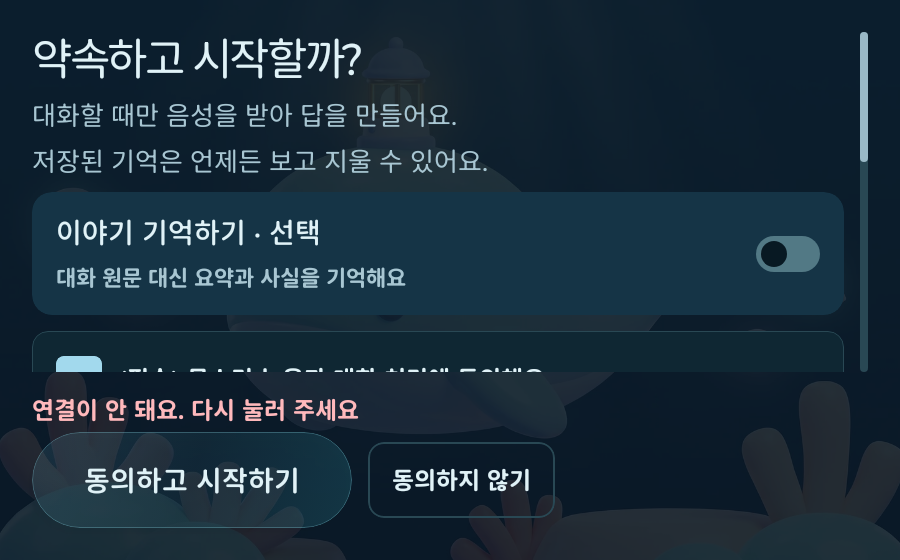 약속하고 시작할까?
대화할 때만 음성을 받아 답을 만들어요.
저장된 기억은 언제든 보고 지울 수 있어요.
이야기 기억하기 · 선택
대화 원문 대신 요약과 사실을 기억해요
연결이 안 돼요. 다시 눌러 주세요
동의하고 시작하기
동의하지 않기